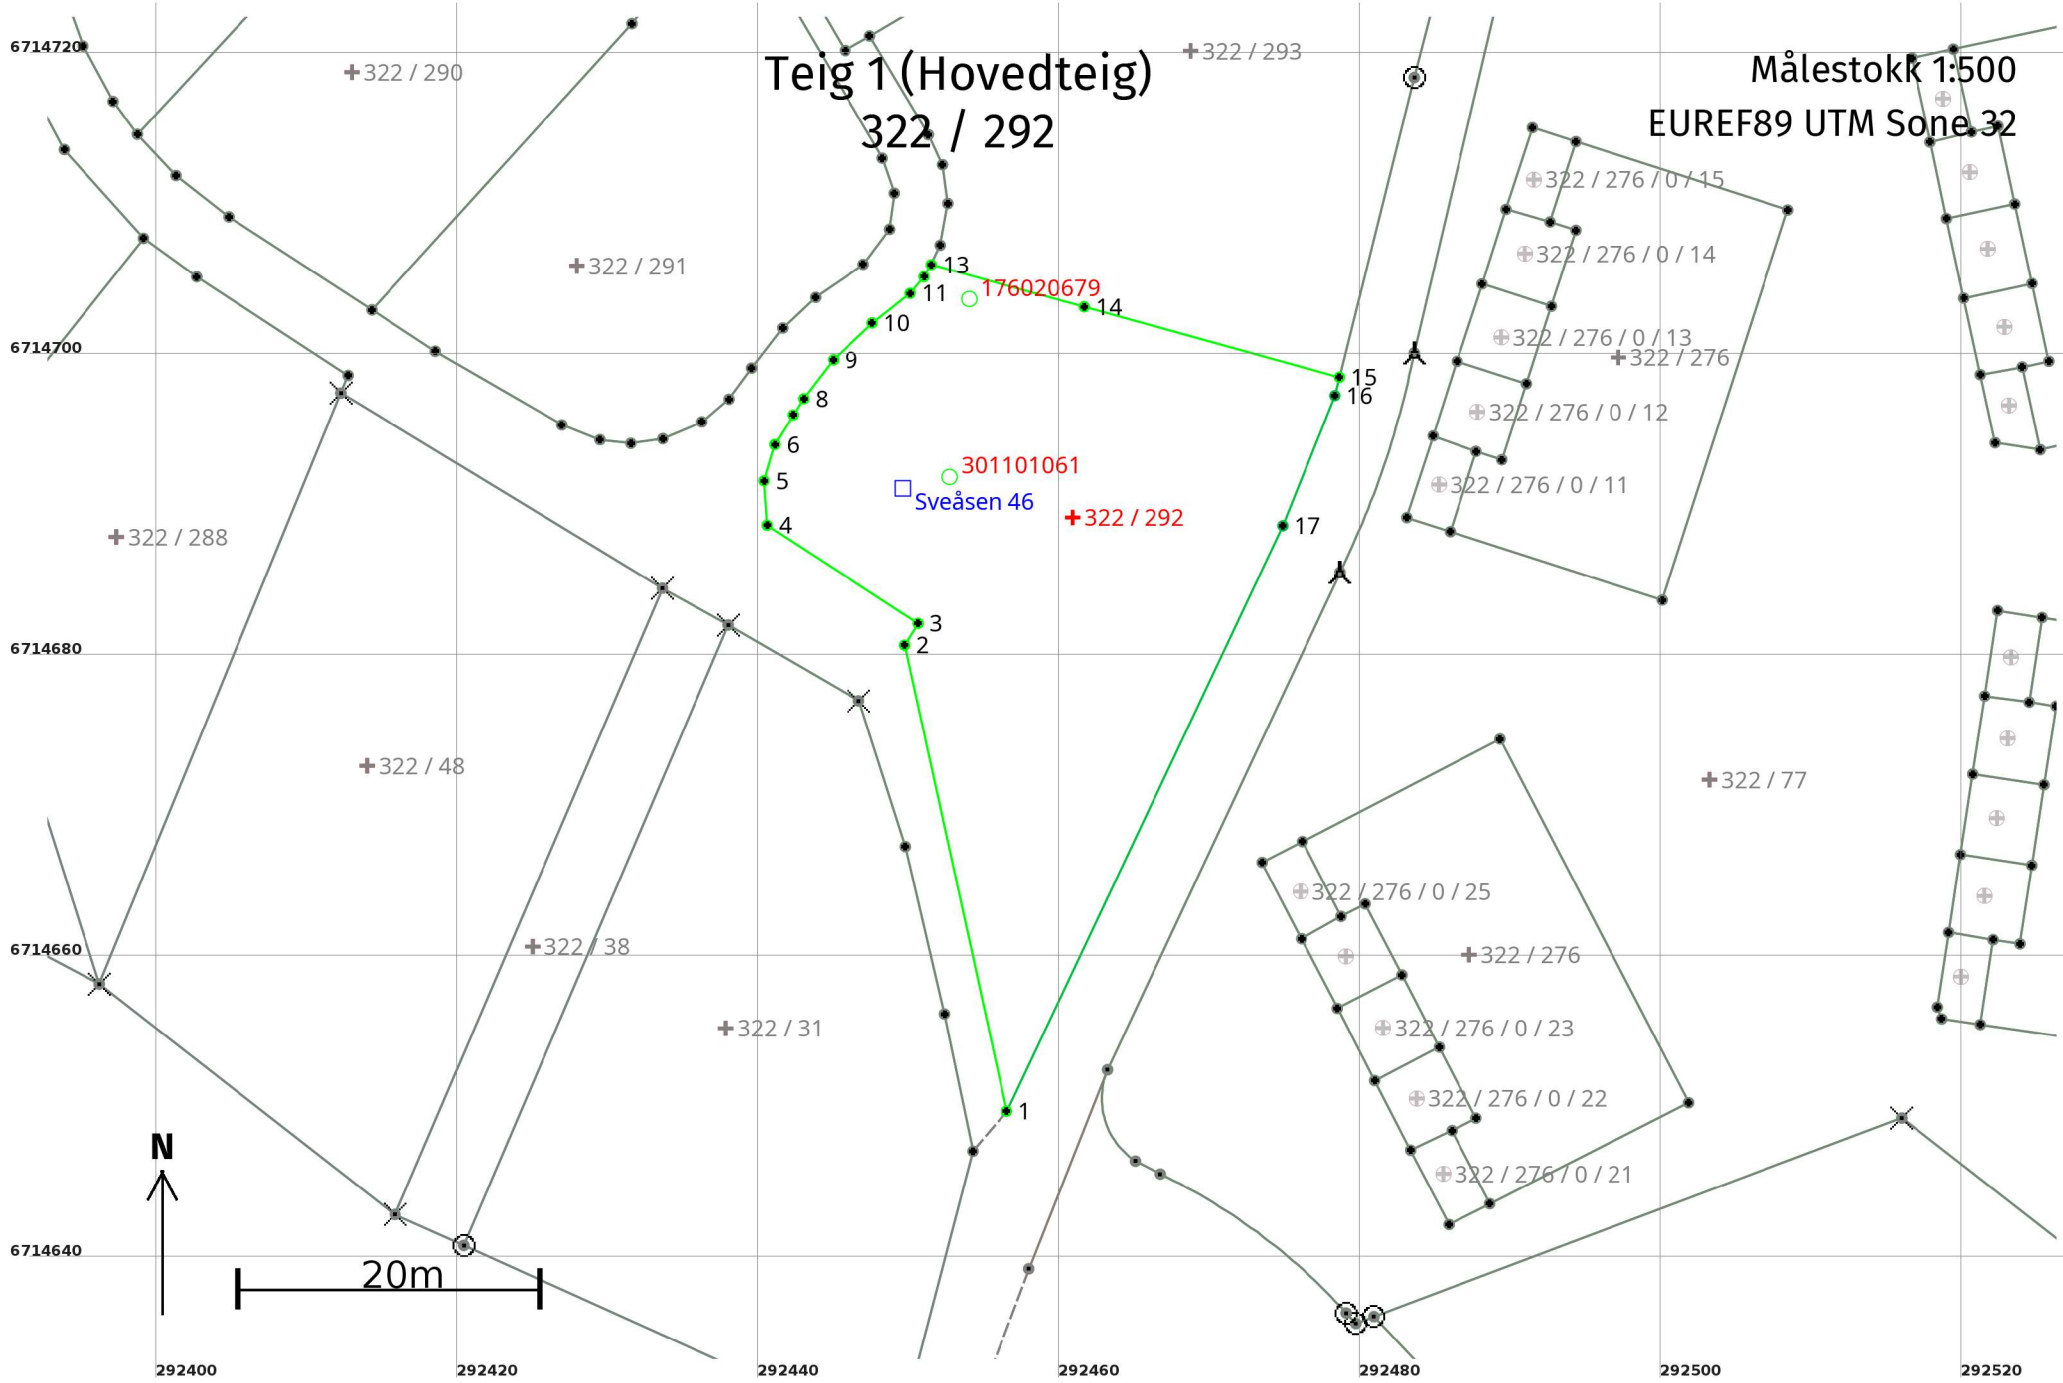 6714720
322 / 290
Teig 1 (Hovedteig)
322 / 292
322 / 293
Målestokk 1:500
EUREF89 UTM Sone 32
322 / 276 / 0 / 15
322 / 276 / 0 / 14
322 / 291
13
176020679
11
14
10
322 / 276 / 0 / 13
322 / 276
6714700
9
15
16
8
322 / 276 / 0 / 12
6
301101061
5
Sveåsen 46
322 / 276 / 0 / 11
322 / 292
4
17
322 / 288
3
2
6714680
322 / 48
322 / 77
322 / 276 / 0 / 25
322 / 38
322 / 276
6714660
322 / 31
322 / 276 / 0 / 23
322 / 276 / 0 / 22
1
N
322 / 276 / 0 / 21
6714640
20m
292400
292420
292440
292460
292480
292500
292520